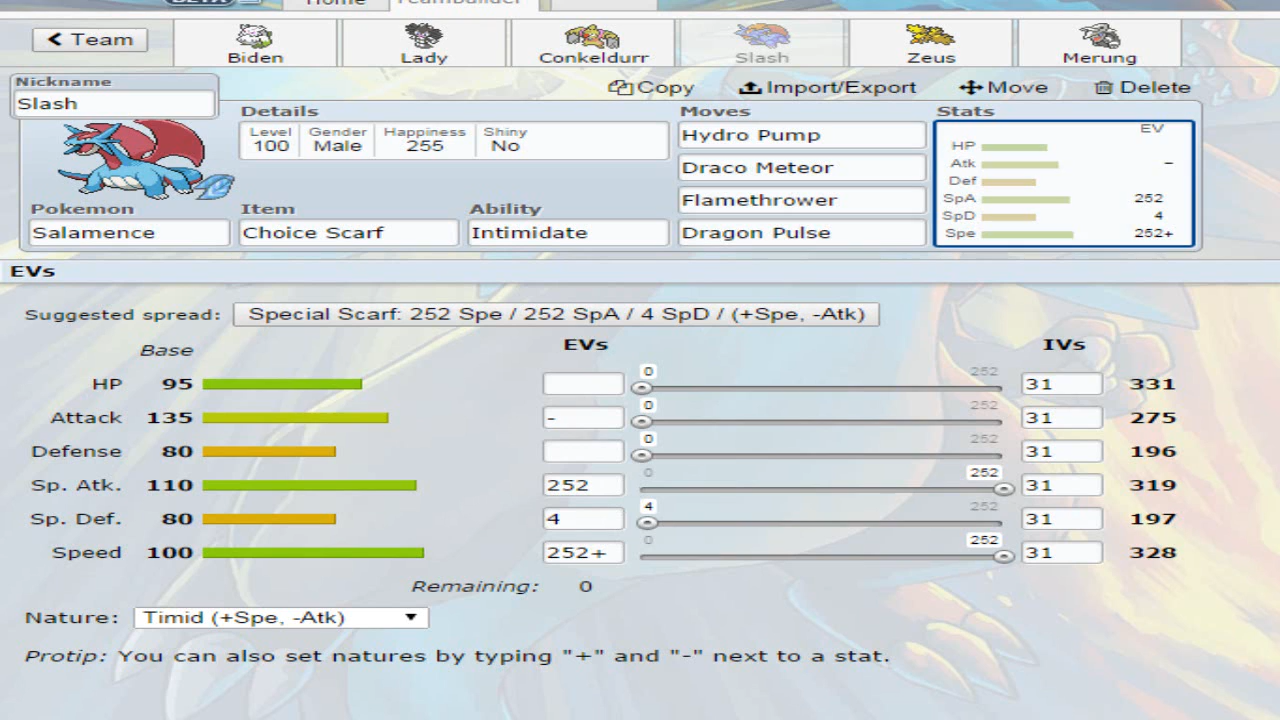 BETA Home Teambuilder
< Team Biden Lady Conkeldurr Slash Zeus Merung
Nickname
Slash
Copy Import/Export Move Delete
Details Moves Stats
Level Gender Happiness Shiny
100 Male 255 No
Hydro Pump
Draco Meteor
Flamethrower
Dragon Pulse
EV
HP
Atk -
Def
SpA 252
SpD 4
Spe 252+
Pokemon Item Ability
Salamence Choice Scarf Intimidate
EVs
Suggested spread: Special Scarf: 252 Spe / 252 SpA / 4 SpD / (+Spe, -Atk)
Base EVs IVs
HP 95 0 252 31 331
Attack 135 - 0 252 31 275
Defense 80 0 252 31 196
Sp. Atk. 110 252 0 252 31 319
Sp. Def. 80 4 4 252 31 197
Speed 100 252+ 0 252 31 328
Remaining: 0
Nature: Timid (+Spe, -Atk)
Protip: You can also set natures by typing "+" and "-" next to a stat.